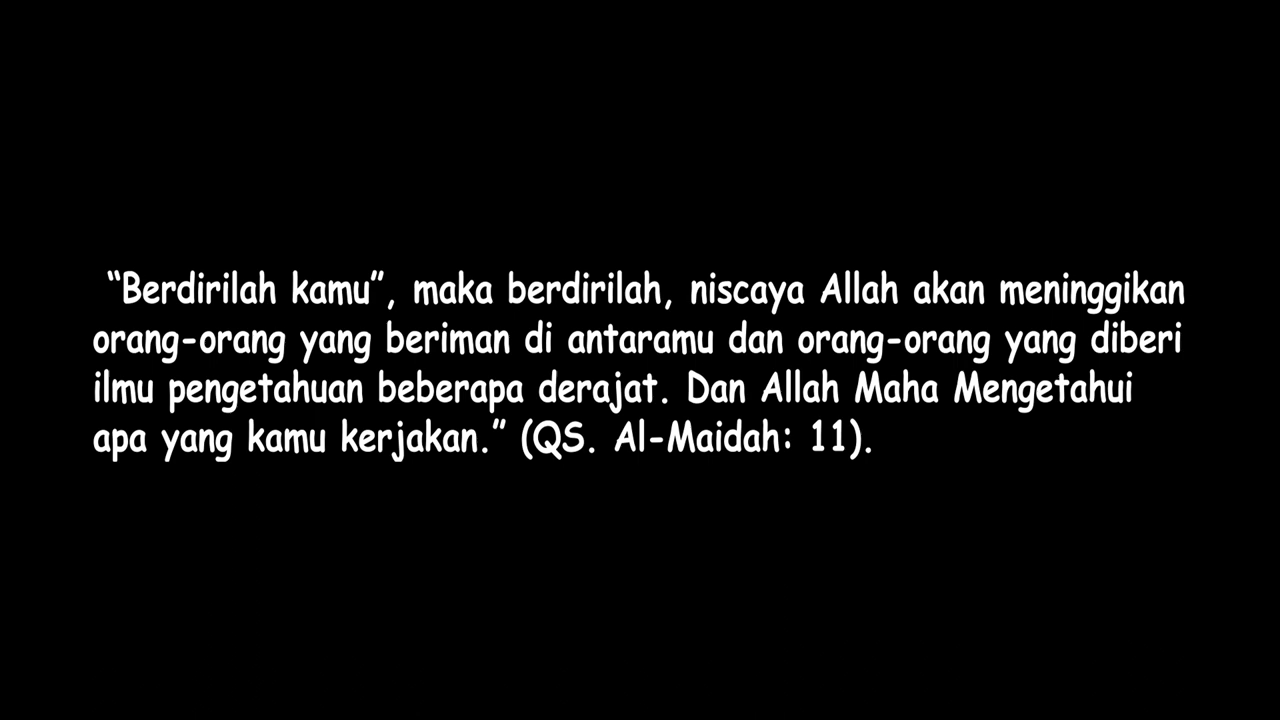 “Berdirilah kamu”, maka berdirilah, niscaya Allah akan meninggikan
orang-orang yang beriman di antaramu dan orang-orang yang diberi
ilmu pengetahuan beberapa derajat. Dan Allah Maha Mengetahui
apa yang kamu kerjakan.” (QS. Al-Maidah: 11).